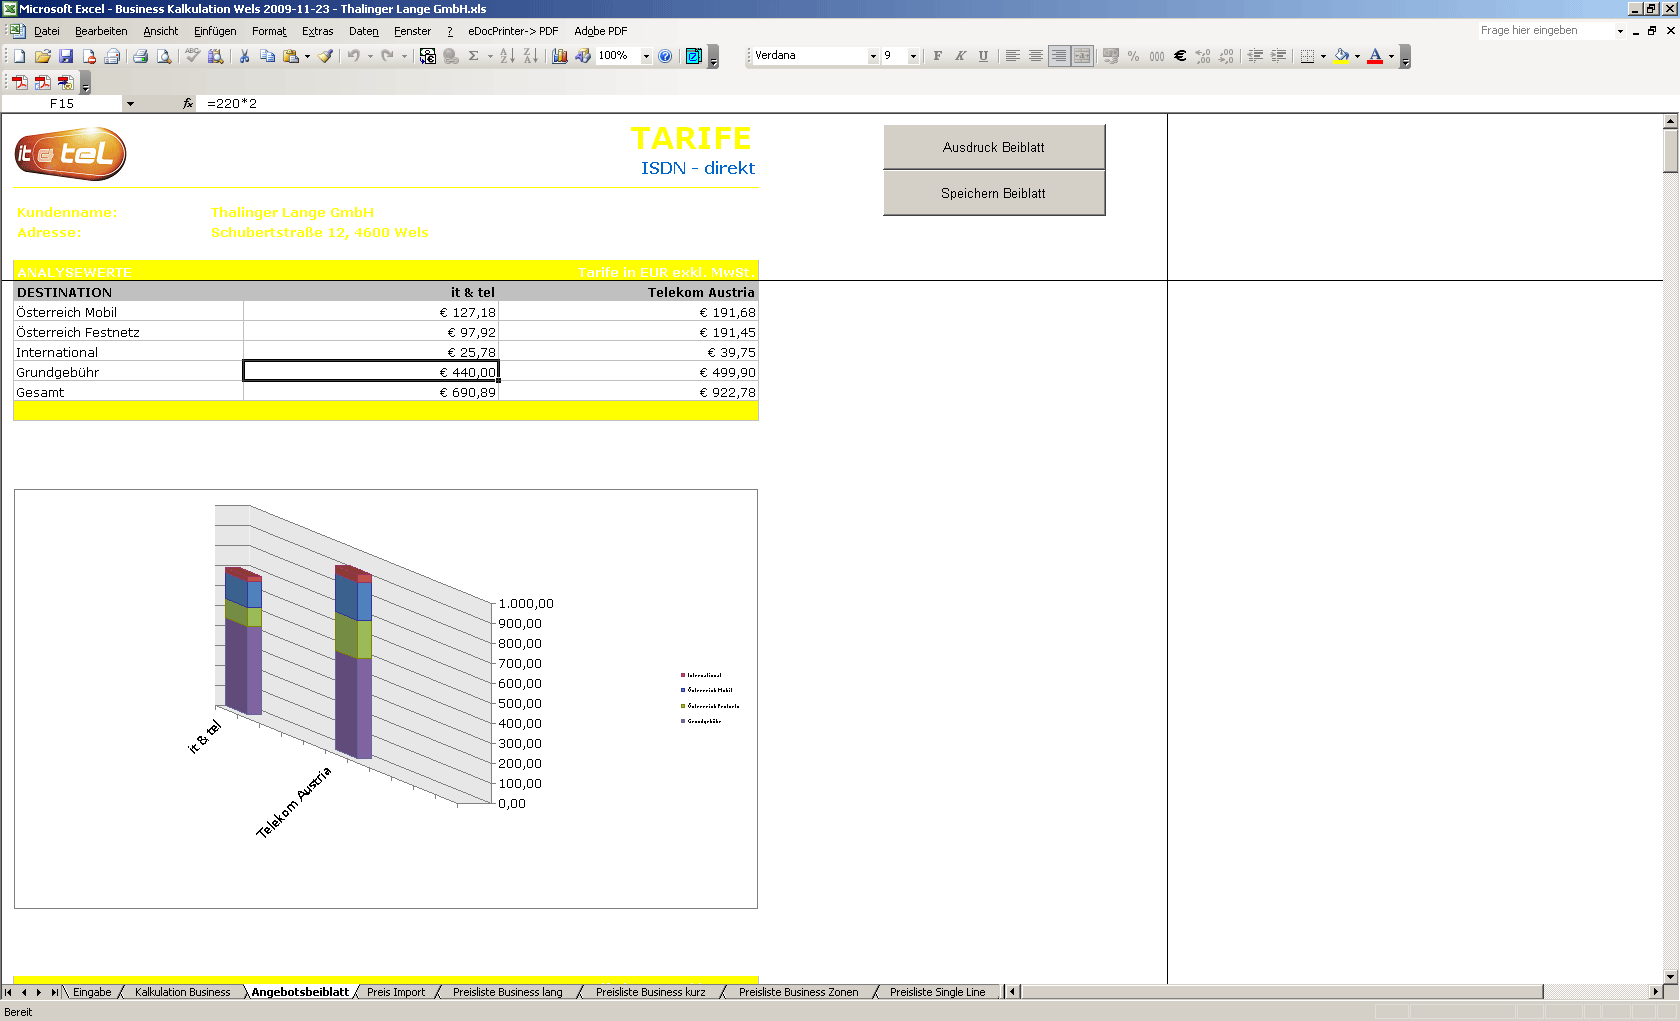 Microsoft Excel - Business Kalkulation Wels 2009-11-23 - Thalinger Lange GmbH.xls
Datei Bearbeiten Ansicht Einfügen Format Extras Daten Fenster ? eDocPrinter-> PDF Adobe PDF Frage hier eingeben
100% Verdana 9 F K U % 000 €
F15 fx =220*2
it & tel
TARIFE
ISDN - direkt
Ausdruck Beiblatt
Speichern Beiblatt
Kundenname: Thalinger Lange GmbH
Adresse: Schubertstraße 12, 4600 Wels
ANALYSEWERTE Tarife in EUR exkl. MwSt.
DESTINATION it & tel Telekom Austria
Österreich Mobil € 127,18 € 191,68
Österreich Festnetz € 97,92 € 191,45
International € 25,78 € 39,75
Grundgebühr € 440,00 € 499,90
Gesamt € 690,89 € 922,78
1.000,00
900,00
800,00
700,00
600,00
500,00
400,00
300,00
200,00
100,00
0,00
it & tel
Telekom Austria
International
Österreich Mobil
Österreich Festnetz
Grundgebühr
Eingabe Kalkulation Business Angebotsbeiblatt Preis Import Preisliste Business lang Preisliste Business kurz Preisliste Business Zonen Preisliste Single Line
Bereit